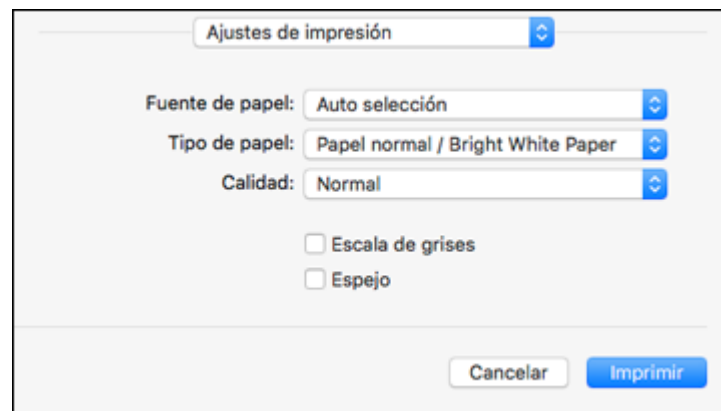 Ajustes de impresión
Fuente de papel: Auto selección
Tipo de papel: Papel normal / Bright White Paper
Calidad: Normal
Escala de grises
Espejo
Cancelar Imprimir